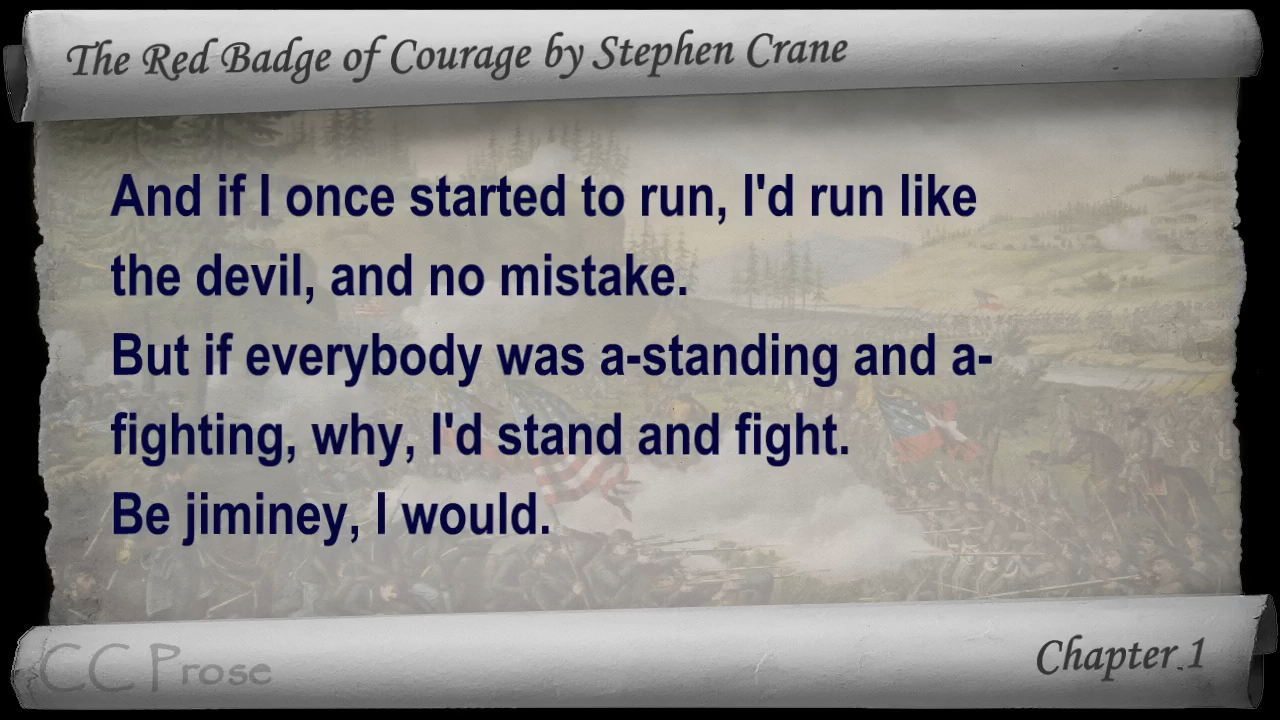 The Red Badge of Courage by Stephen Crane
And if I once started to run, I'd run like
the devil, and no mistake.
But if everybody was a-standing and a-
fighting, why, I'd stand and fight.
Be jiminey, I would.
CC Prose
Chapter 1